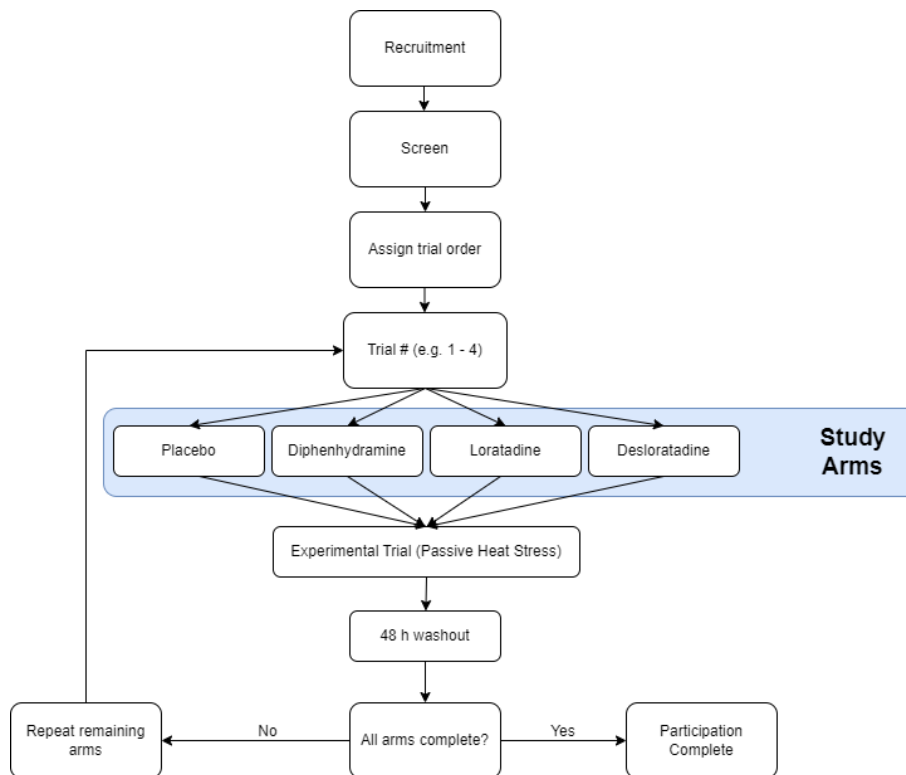 Recruitment
Screen
Assign trial order
Trial # (e.g. 1 - 4)
Placebo
Diphenhydramine
Loratadine
Desloratadine
Study
Arms
Experimental Trial (Passive Heat Stress)
48 h washout
Repeat remaining
arms
No
All arms complete?
Yes
Participation
Complete